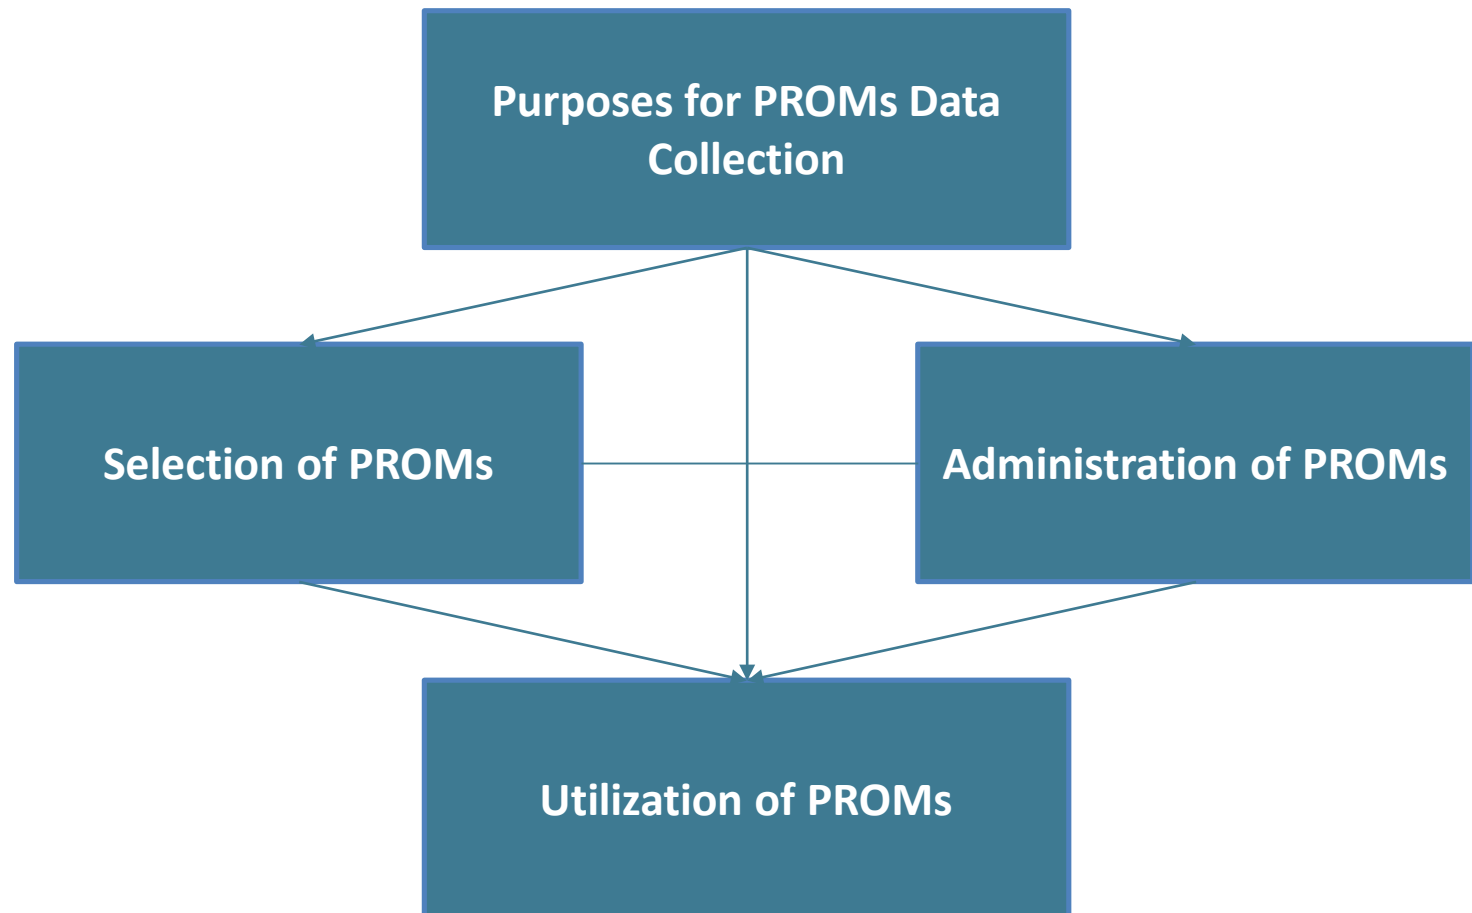 Purposes for PROMs Data
Collection
Selection of PROMs
Administration of PROMs
Utilization of PROMs